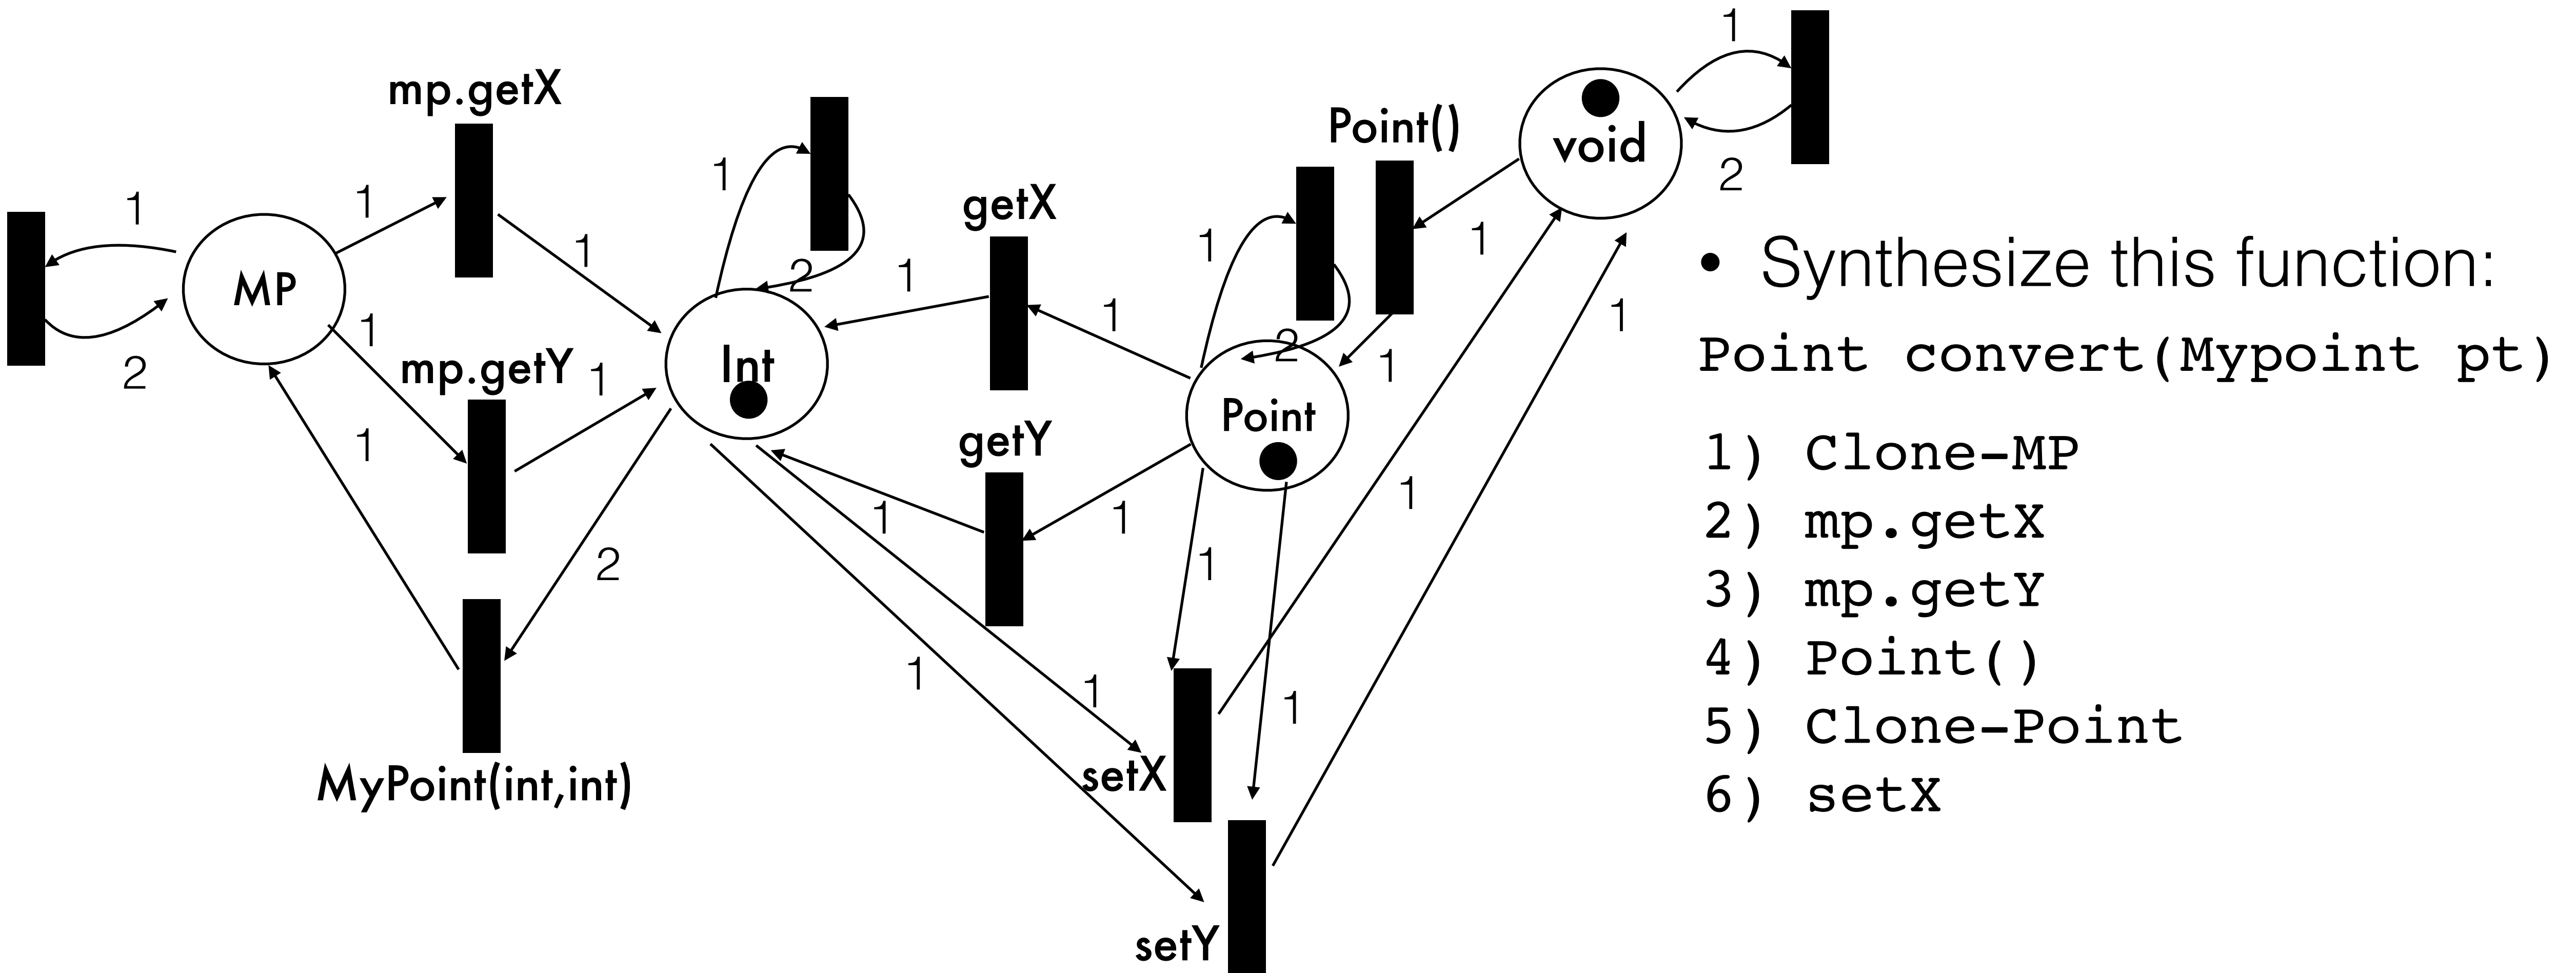 1
Point()
void
1
2
mp.getX
1
1
1
MP
2
1
mp.getY
1
1
1
2
Int
getX
1
1
getY
1
1
1
2
Point
1
1
2
MyPoint(int,int)
1
1
1
1
1
1
setX
setY
• Synthesize this function:
Point convert(Mypoint pt)
1) Clone-MP
2) mp.getX
3) mp.getY
4) Point()
5) Clone-Point
6) setX